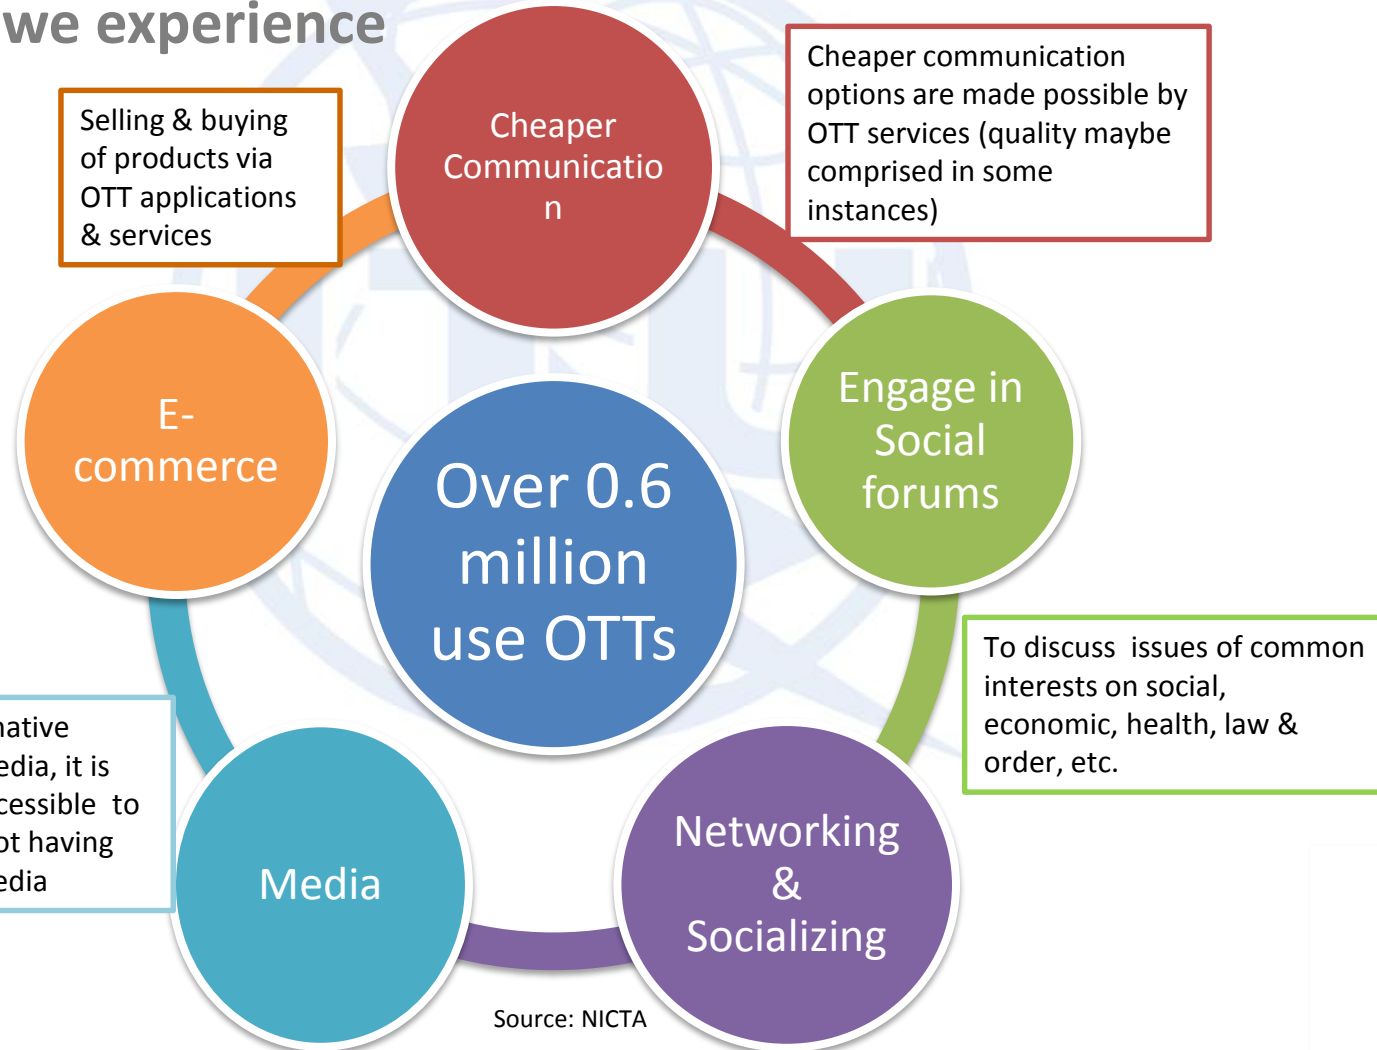 we experience
Cheaper
Communicatio
n
Cheaper communication
options are made possible by
OTT services (quality maybe
comprised in some
instances)
Selling & buying
of products via
OTT applications
& services
E-
commerce
Engage in
Social
forums
Over 0.6
million
use OTTs
To discuss issues of common
interests on social,
economic, health, law &
order, etc.
native
edia, it is
cessible to
ot having
edia
Media
Networking
&
Socializing
Source: NICTA
ITU